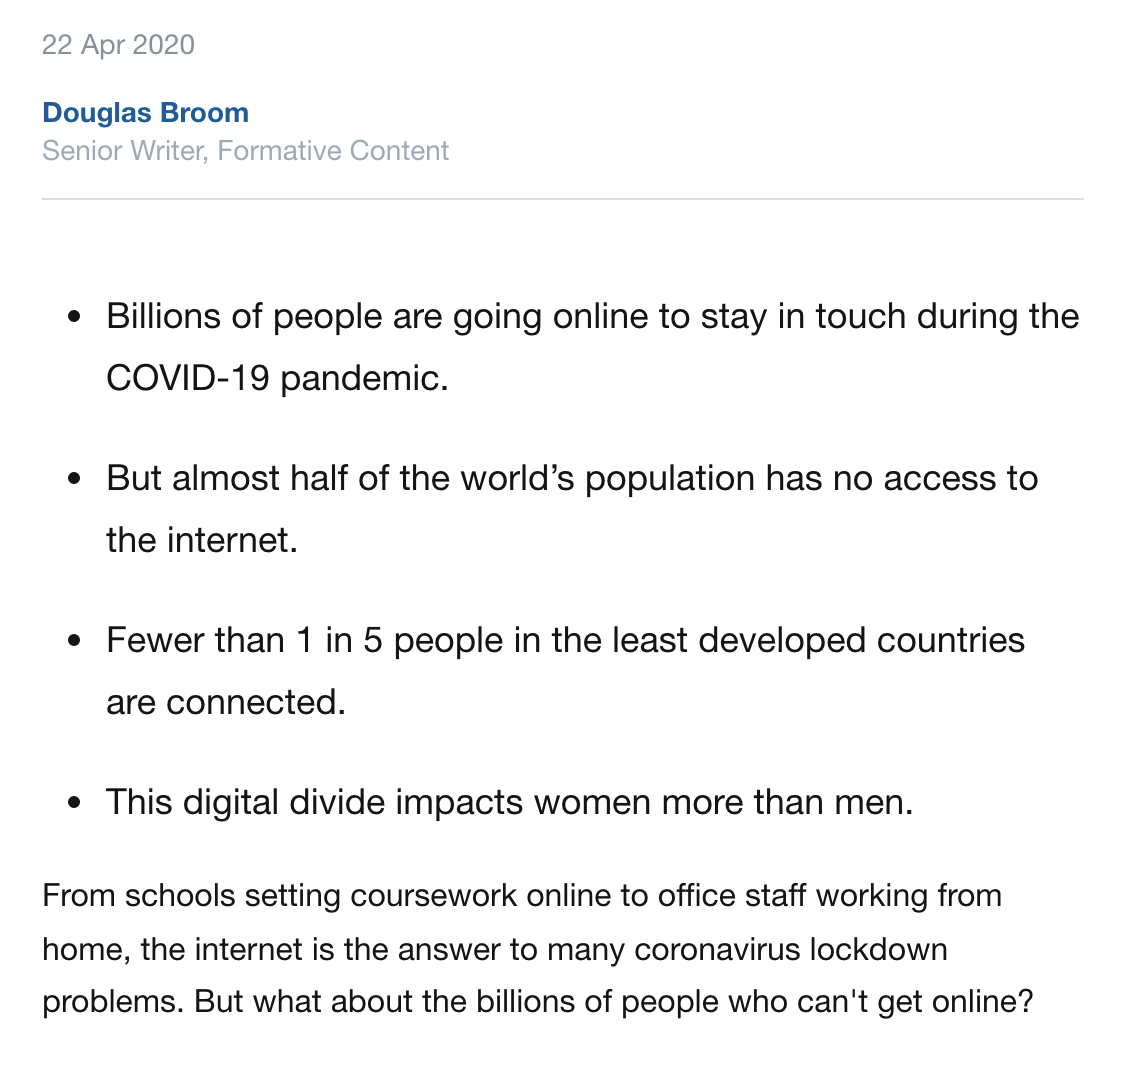 22 Apr 2020
Douglas Broom
Senior Writer, Formative Content
• Billions of people are going online to stay in touch during the
COVID-19 pandemic.
• But almost half of the world’s population has no access to
the internet.
• Fewer than 1 in 5 people in the least developed countries
are connected.
• This digital divide impacts women more than men.
From schools setting coursework online to office staff working from
home, the internet is the answer to many coronavirus lockdown
problems. But what about the billions of people who can't get online?